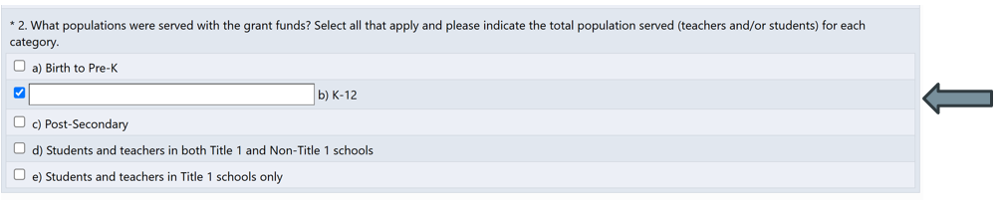 * 2. What populations were served with the grant funds? Select all that apply and please indicate the total population served (teachers and/or students) for each
category.
a) Birth to Pre-K
b) K-12
c) Post-Secondary
d) Students and teachers in both Title 1 and Non-Title 1 schools
e) Students and teachers in Title 1 schools only